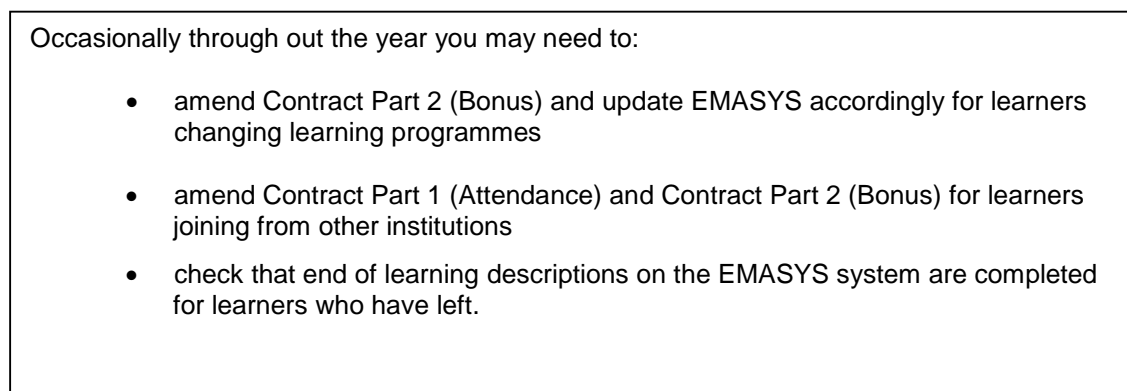 Occasionally through out the year you may need to:
• amend Contract Part 2 (Bonus) and update EMASYS accordingly for learners
changing learning programmes
• amend Contract Part 1 (Attendance) and Contract Part 2 (Bonus) for learners
joining from other institutions
• check that end of learning descriptions on the EMASYS system are completed
for learners who have left.